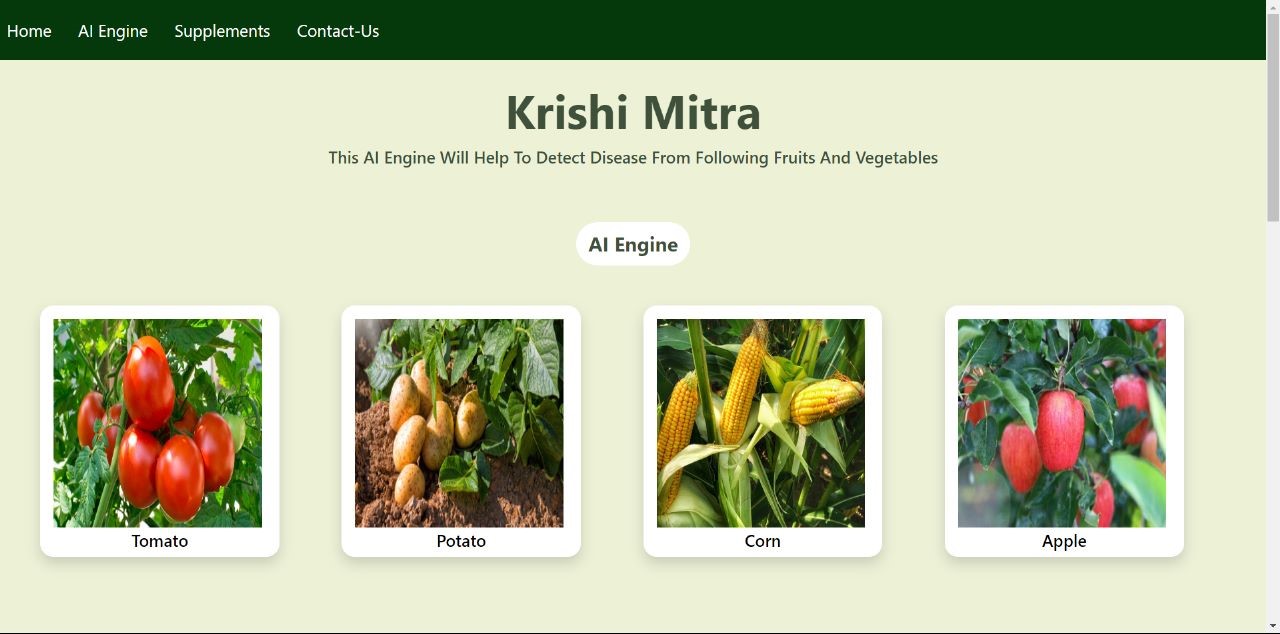 Home AI Engine Supplements Contact-Us
Krishi Mitra
This AI Engine Will Help To Detect Disease From Following Fruits And Vegetables
AI Engine
Tomato Potato Corn Apple